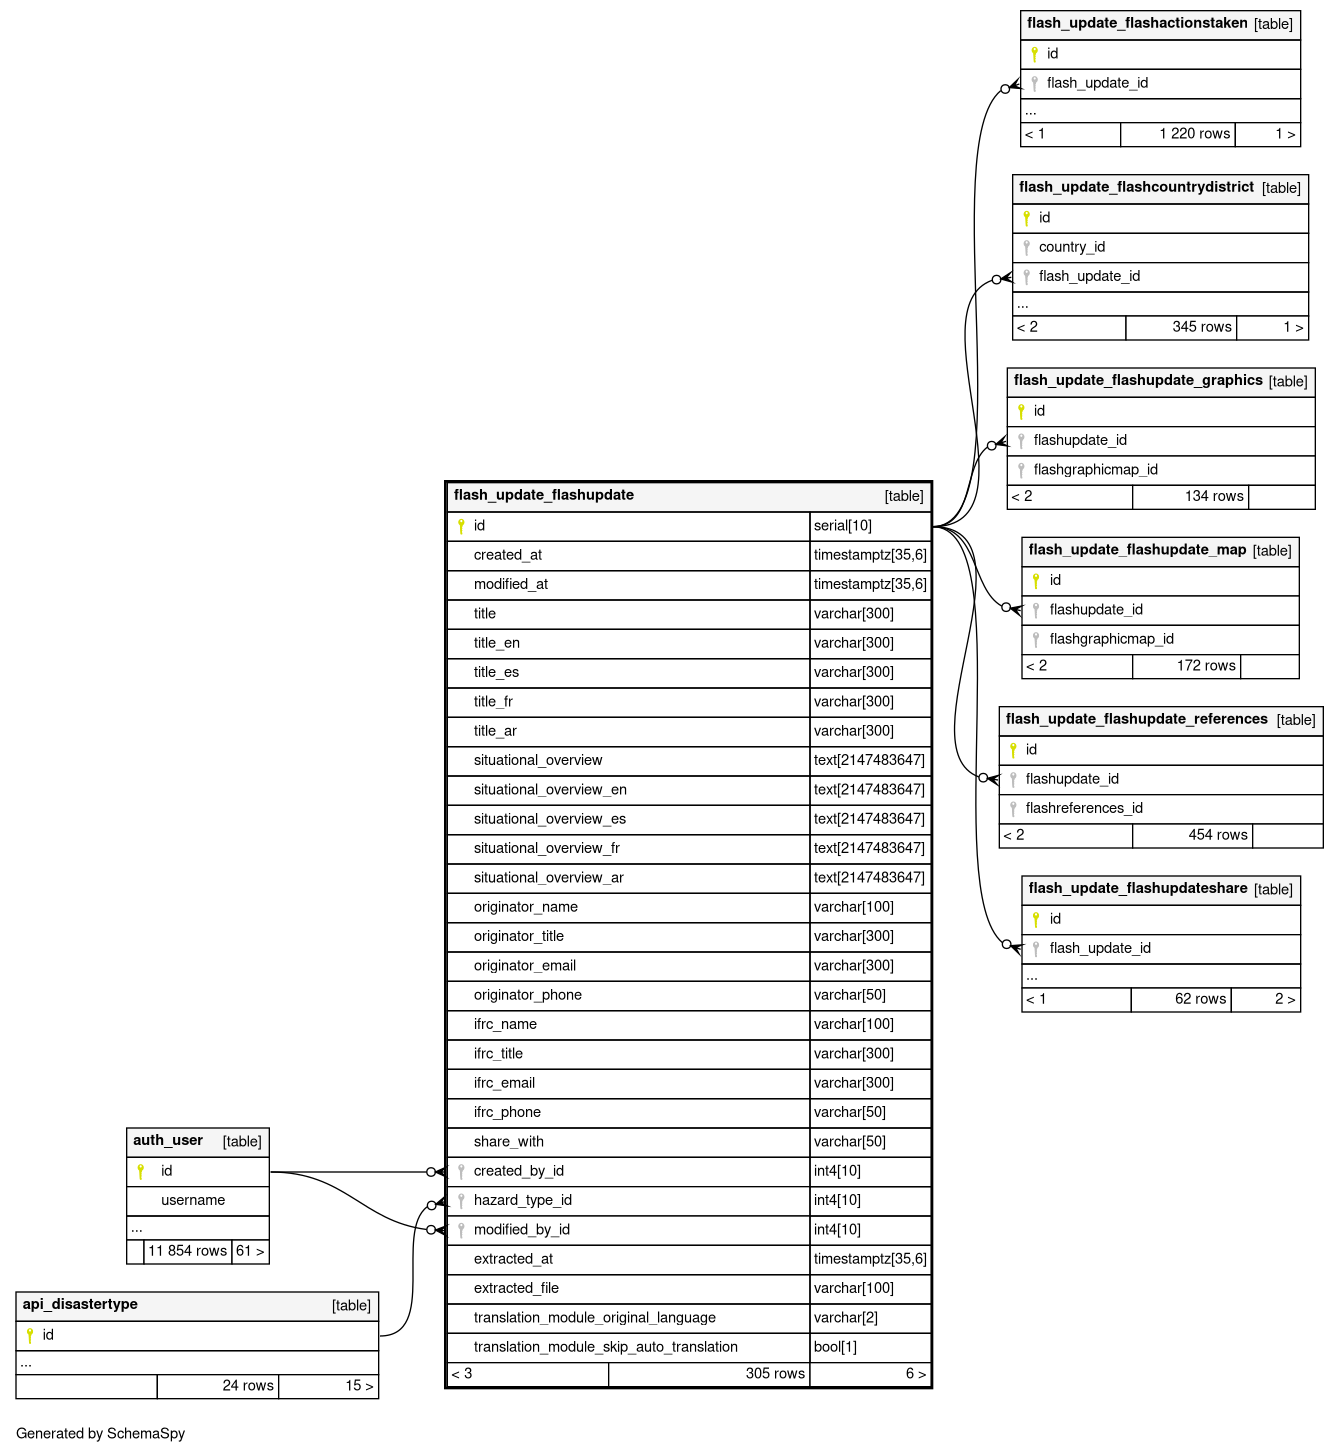 flash_update_flashactionstaken [table]
id
flash_update_id
...
< 1 1 220 rows 1 >
flash_update_flashcountrydistrict [table]
id
country_id
flash_update_id
...
< 2 345 rows 1 >
flash_update_flashupdate_graphics [table]
id
flashupdate_id
flashgraphicmap_id
< 2 134 rows
flash_update_flashupdate_map [table]
id
flashupdate_id
flashgraphicmap_id
< 2 172 rows
flash_update_flashupdate_references [table]
id
flashupdate_id
flashreferences_id
< 2 454 rows
flash_update_flashupdateshare [table]
id
flash_update_id
...
< 1 62 rows 2 >
flash_update_flashupdate [table]
id serial[10]
created_at timestamptz[35,6]
modified_at timestamptz[35,6]
title varchar[300]
title_en varchar[300]
title_es varchar[300]
title_fr varchar[300]
title_ar varchar[300]
situational_overview text[2147483647]
situational_overview_en text[2147483647]
situational_overview_es text[2147483647]
situational_overview_fr text[2147483647]
situational_overview_ar text[2147483647]
originator_name varchar[100]
originator_title varchar[300]
originator_email varchar[300]
originator_phone varchar[50]
ifrc_name varchar[100]
ifrc_title varchar[300]
ifrc_email varchar[300]
ifrc_phone varchar[50]
share_with varchar[50]
created_by_id int4[10]
hazard_type_id int4[10]
modified_by_id int4[10]
extracted_at timestamptz[35,6]
extracted_file varchar[100]
translation_module_original_language varchar[2]
translation_module_skip_auto_translation bool[1]
< 3 305 rows 6 >
auth_user [table]
id
username
...
11 854 rows 61 >
api_disastertype [table]
id
...
24 rows 15 >
Generated by SchemaSpy